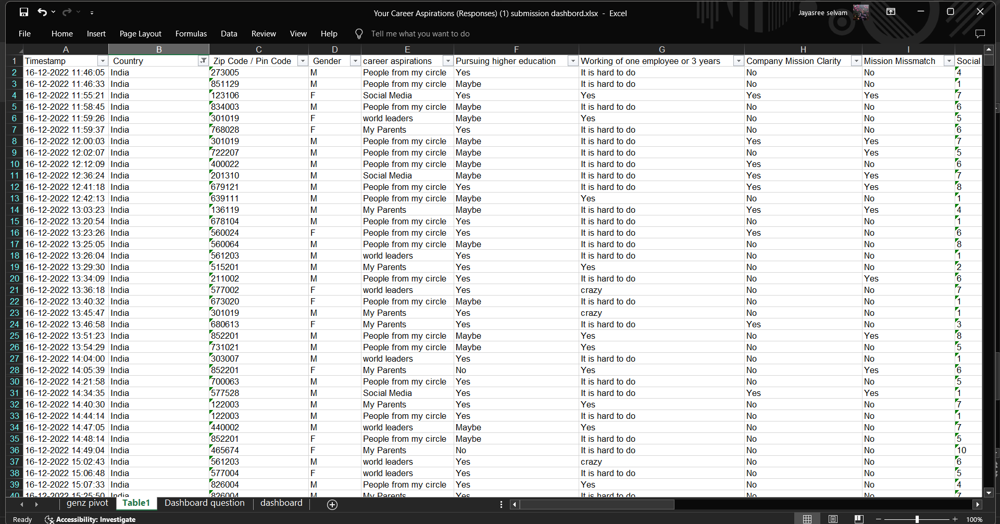 Your Career Aspirations (Responses) (1) submission dashbord.xlsx - Excel
Jayasree selvam
File Home Insert Page Layout Formulas Data Review View Help Tell me what you want to do
A B C D E F G H I
1 Timestamp Country Zip Code / Pin Code Gender career aspirations Pursuing higher education Working of one employee or 3 years Company Mission Clarity Mission Missmatch Social
2 16-12-2022 11:46:05 India 273005 M People from my circle Yes It is hard to do No No 4
3 16-12-2022 11:46:33 India 851129 M People from my circle Maybe It is hard to do No No 1
4 16-12-2022 11:55:21 India 123106 F Social Media Yes Yes Yes Yes 7
5 16-12-2022 11:58:45 India 834003 M People from my circle Maybe It is hard to do No No 6
6 16-12-2022 11:59:26 India 301019 F world leaders Maybe Yes No No 5
7 16-12-2022 11:59:37 India 768028 F My Parents Yes It is hard to do No No 6
8 16-12-2022 12:00:03 India 301019 M People from my circle Maybe It is hard to do Yes Yes 7
9 16-12-2022 12:02:07 India 722207 M People from my circle Maybe It is hard to do No Yes 5
10 16-12-2022 12:12:09 India 400022 M People from my circle Maybe It is hard to do Yes No 6
11 16-12-2022 12:36:24 India 201310 M Social Media Maybe It is hard to do Yes Yes 7
12 16-12-2022 12:41:18 India 679121 M People from my circle Yes It is hard to do Yes Yes 8
13 16-12-2022 12:42:13 India 639111 M People from my circle Maybe Yes No No 1
14 16-12-2022 13:03:23 India 136119 M My Parents Maybe It is hard to do Yes Yes 4
15 16-12-2022 13:20:54 India 678104 M People from my circle Yes It is hard to do No No 1
16 16-12-2022 13:23:26 India 560024 F People from my circle Yes It is hard to do Yes No 6
17 16-12-2022 13:25:05 India 560064 M People from my circle Maybe It is hard to do No No 8
18 16-12-2022 13:26:04 India 561203 M world leaders Yes It is hard to do No No 1
19 16-12-2022 13:29:30 India 515201 M My Parents Yes Yes No No 2
20 16-12-2022 13:34:09 India 211002 M People from my circle Yes It is hard to do No Yes 6
21 16-12-2022 13:36:18 India 577002 F world leaders Yes crazy No No 7
22 16-12-2022 13:40:32 India 673020 F People from my circle Maybe It is hard to do No No 1
23 16-12-2022 13:45:47 India 301019 M My Parents Yes crazy No No 1
24 16-12-2022 13:46:58 India 680613 F My Parents Yes It is hard to do Yes No 3
25 16-12-2022 13:51:23 India 852201 M People from my circle Maybe Yes No Yes 8
26 16-12-2022 13:54:29 India 731021 M People from my circle Maybe Yes No No 5
27 16-12-2022 14:04:00 India 303007 M world leaders Yes It is hard to do No No 1
28 16-12-2022 14:05:39 India 852201 F My Parents No Yes No Yes 6
30 16-12-2022 14:21:58 India 700063 M People from my circle Yes It is hard to do No No 5
31 16-12-2022 14:34:35 India 577528 M Social Media Yes It is hard to do Yes Yes 1
32 16-12-2022 14:40:30 India 122003 M My Parents Yes Yes No No 7
33 16-12-2022 14:44:14 India 122003 M People from my circle Yes It is hard to do No No 1
34 16-12-2022 14:47:05 India 440002 M world leaders Maybe Yes No No 7
35 16-12-2022 14:48:14 India 852201 F People from my circle Maybe It is hard to do No No 5
36 16-12-2022 14:49:04 India 465674 F My Parents No It is hard to do No No 10
37 16-12-2022 15:02:43 India 561203 M world leaders Yes crazy No No 6
38 16-12-2022 15:06:48 India 577004 F world leaders Yes It is hard to do No No 5
39 16-12-2022 15:07:33 India 826004 M People from my circle Yes Yes No No 4
40 16-12-2022 15:25:50 India 826004 M My Parents Yes It is hard to do No No 7
genz pivot Table1 Dashboard question dashboard
Ready Accessibility: Investigate 100%